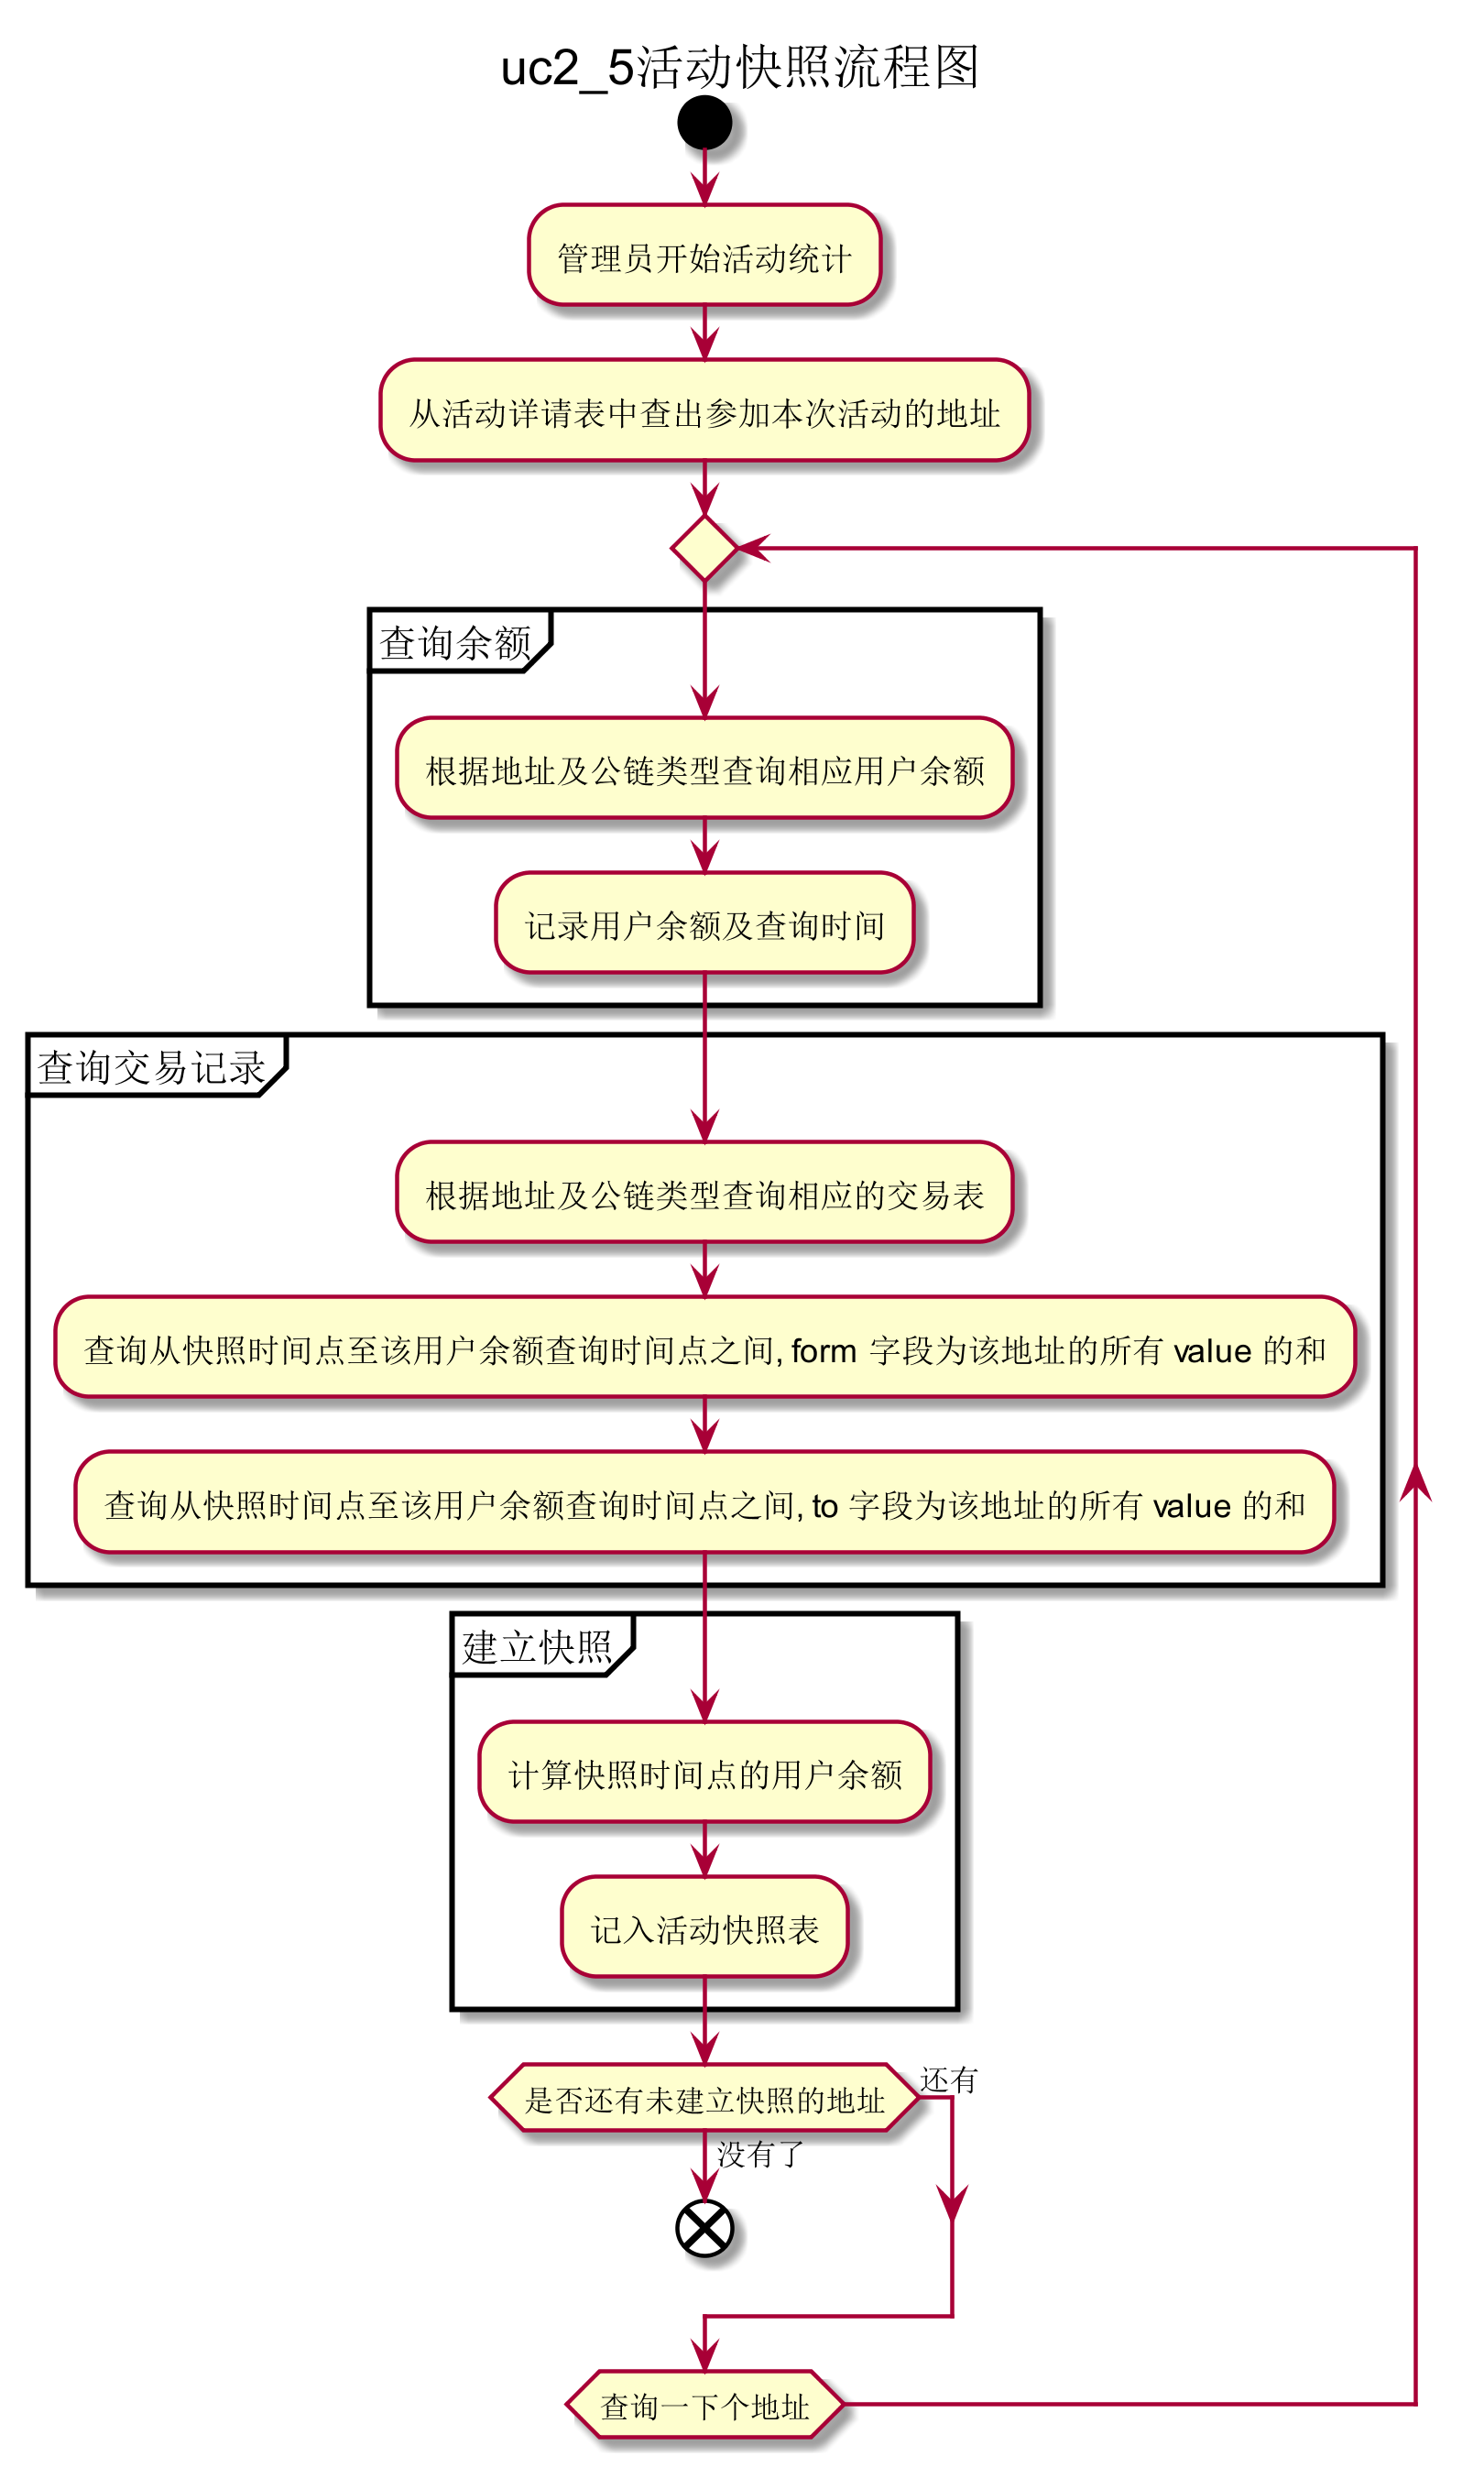 uc2_5活动快照流程图
管理员开始活动统计
从活动详请表中查出参加本次活动的地址
查询余额
根据地址及公链类型查询相应用户余额
记录用户余额及查询时间
查询交易记录
根据地址及公链类型查询相应的交易表
查询从快照时间点至该用户余额查询时间点之间, form 字段为该地址的所有 value 的和
查询从快照时间点至该用户余额查询时间点之间, to 字段为该地址的所有 value 的和
建立快照
计算快照时间点的用户余额
记入活动快照表
是否还有未建立快照的地址
还有
没有了
查询一下个地址